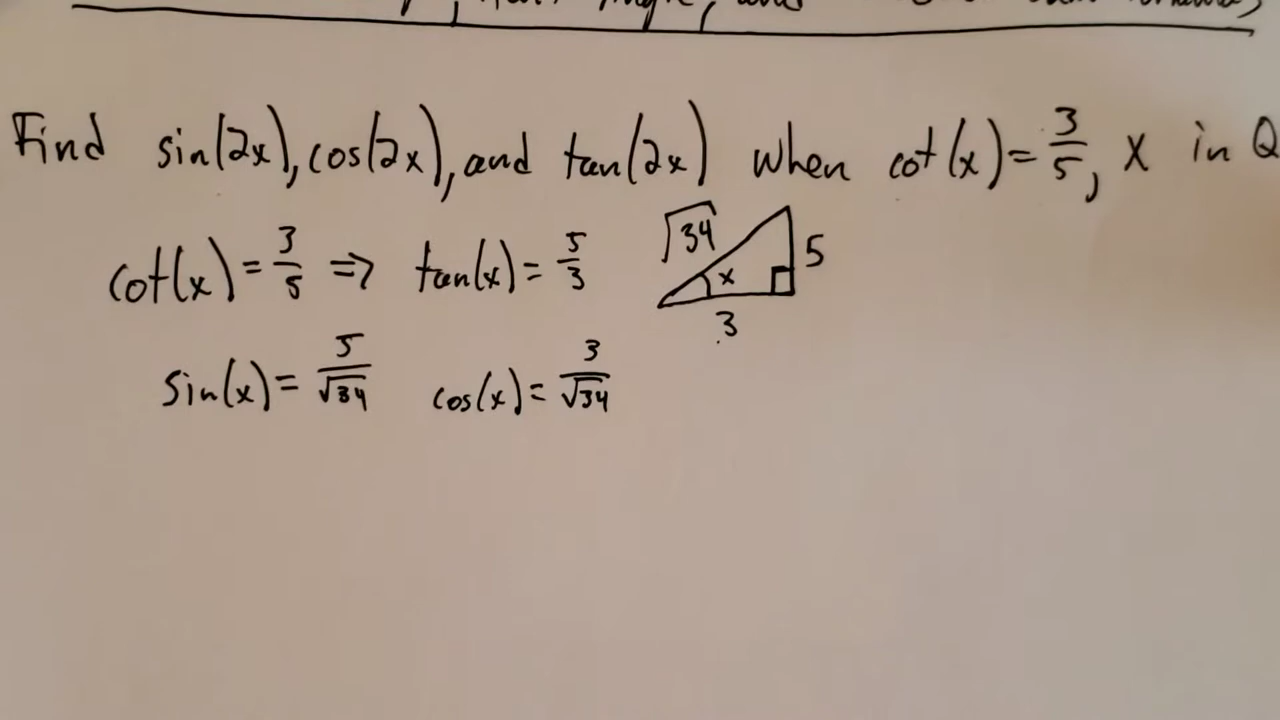 Find sin(2x), cos(2x), and tan(2x) when cot(x) = 3/5, x in Q
cot(x) = 3/5 ⇒ tan(x) = 5/3 √34 x 5 3
sin(x) = 5/√34 cos(x) = 3/√34